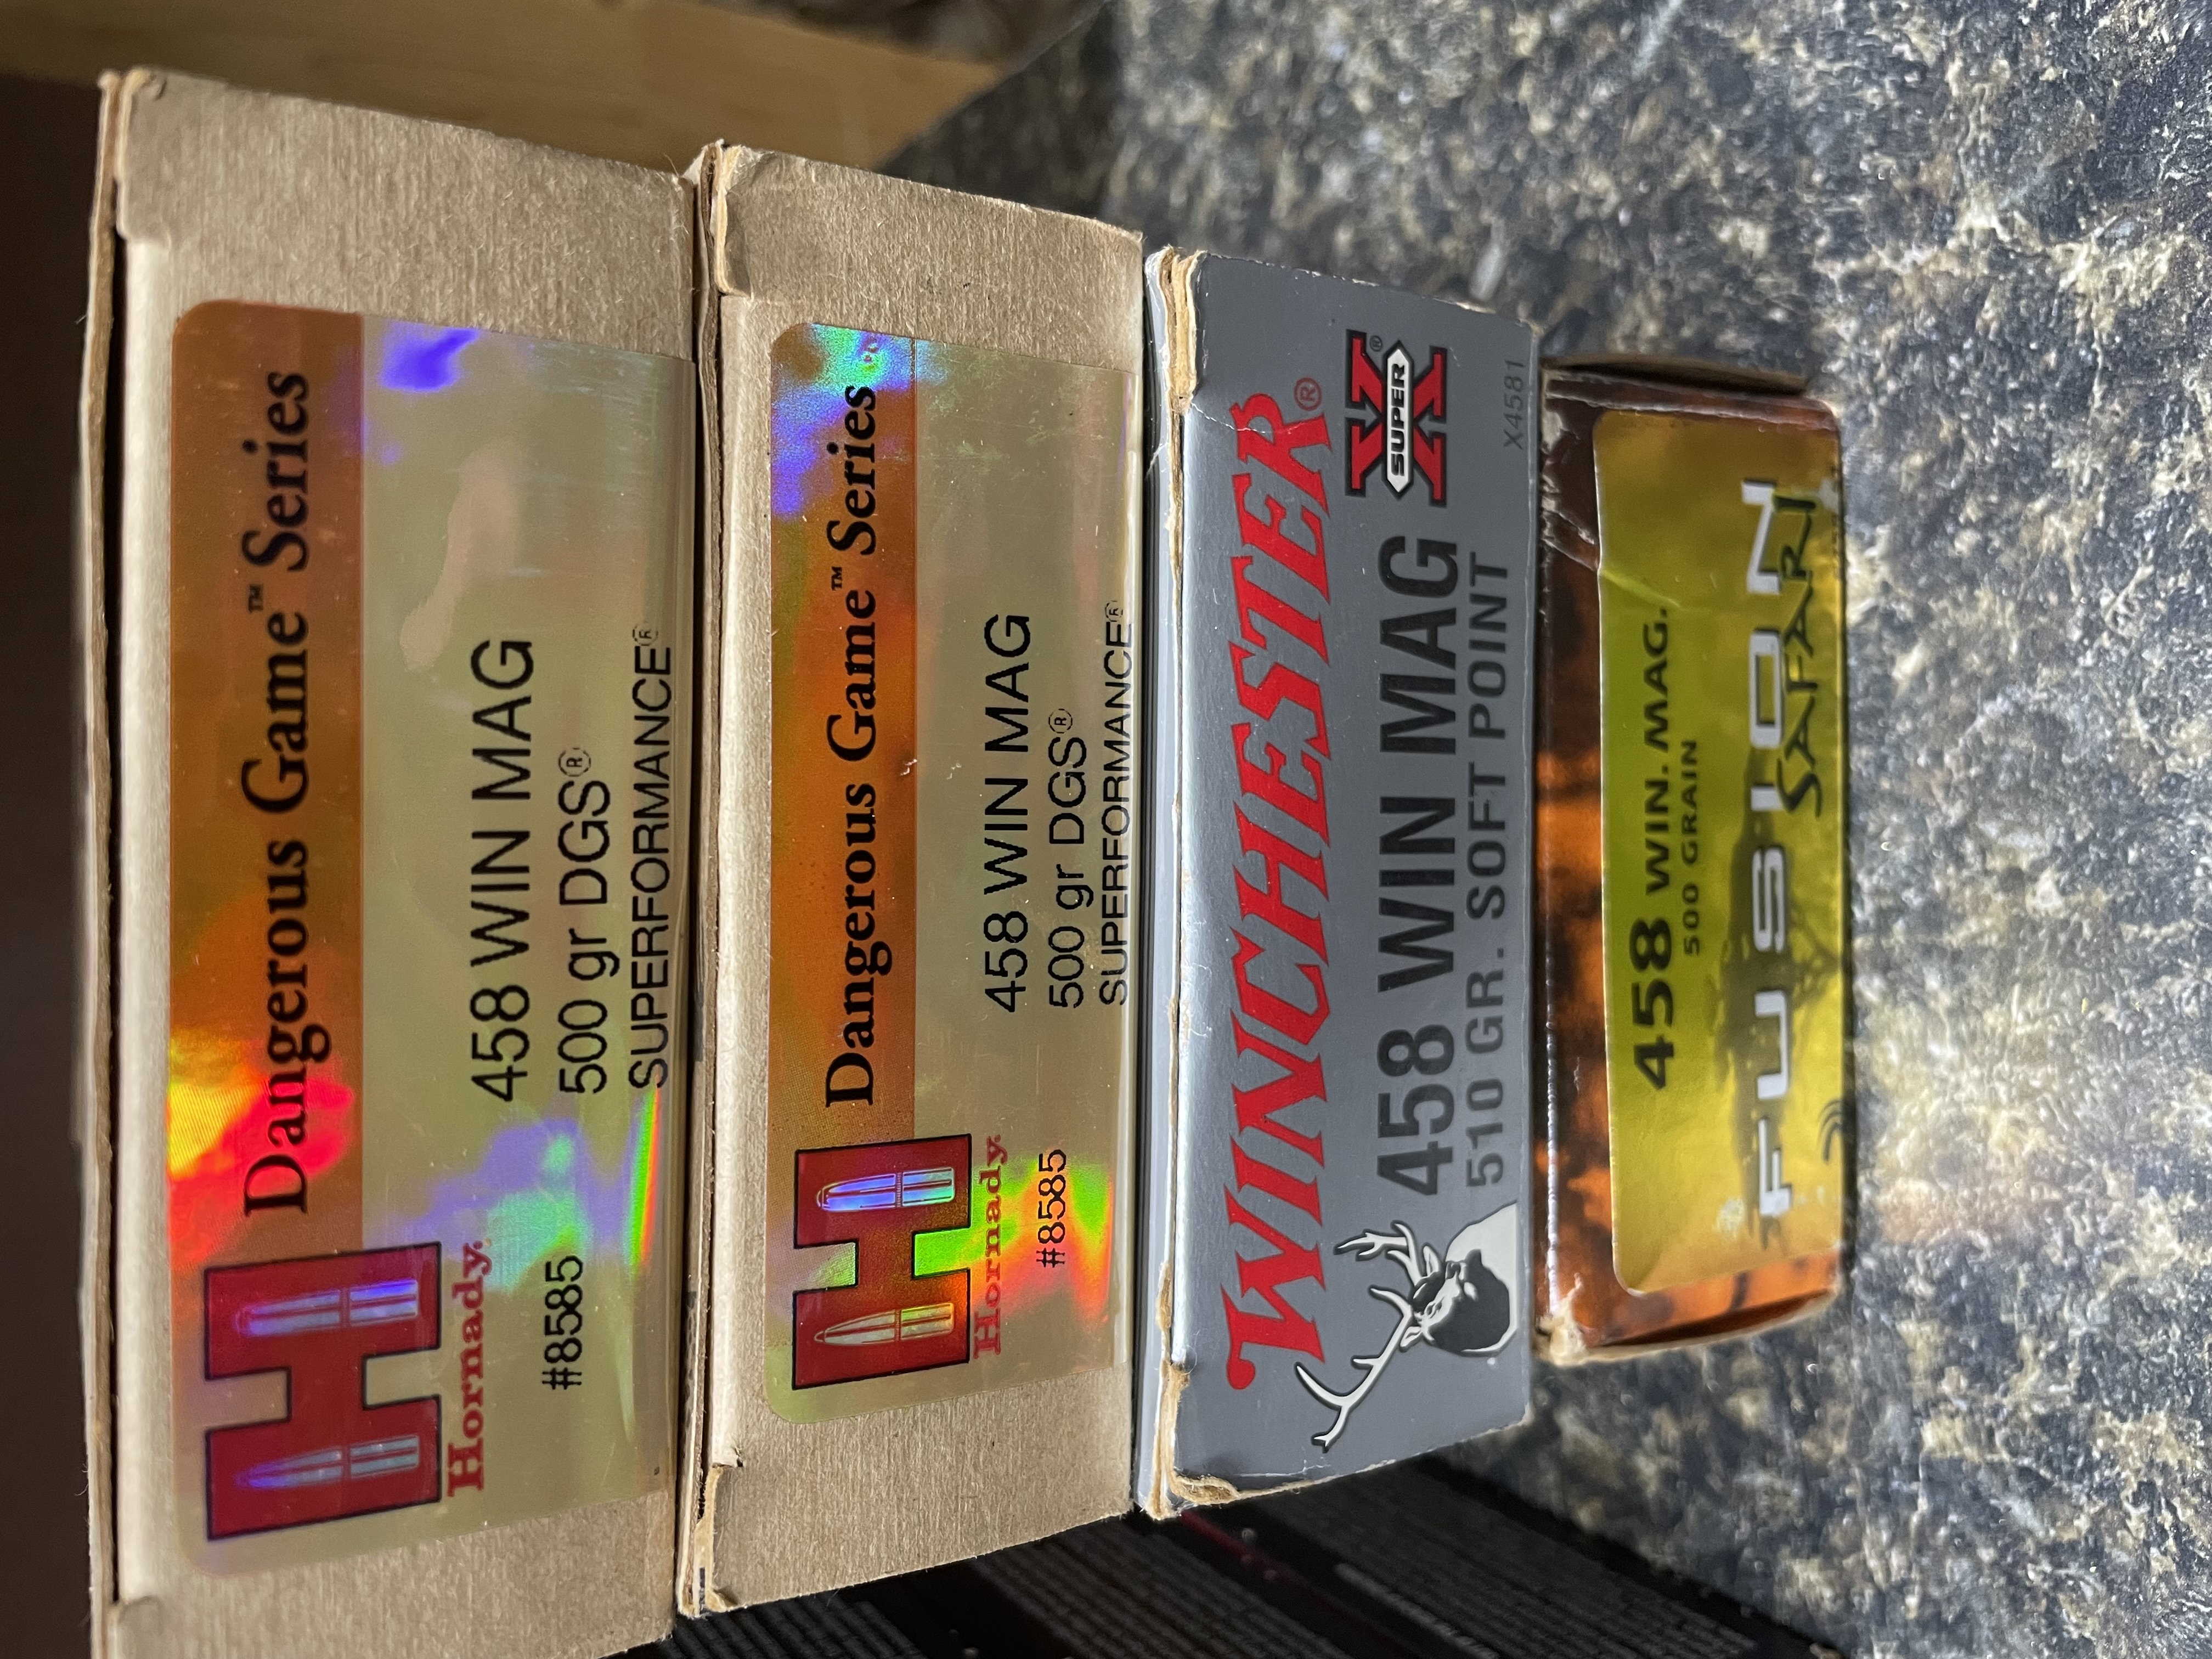 Dangerous Game™ Series
Hornady.
458 WIN MAG
#8585
500 gr DGS®
SUPERFORMANCE®
Dangerous Game™ Series
Hornady.
458 WIN MAG
#8585
500 gr DGS®
SUPERFORMANCE®
WINCHESTER®
458 WIN MAG
SUPER X®
510 GR. SOFT POINT
X4581
458 WIN. MAG.
500 GRAIN
FUSION
SAFARI